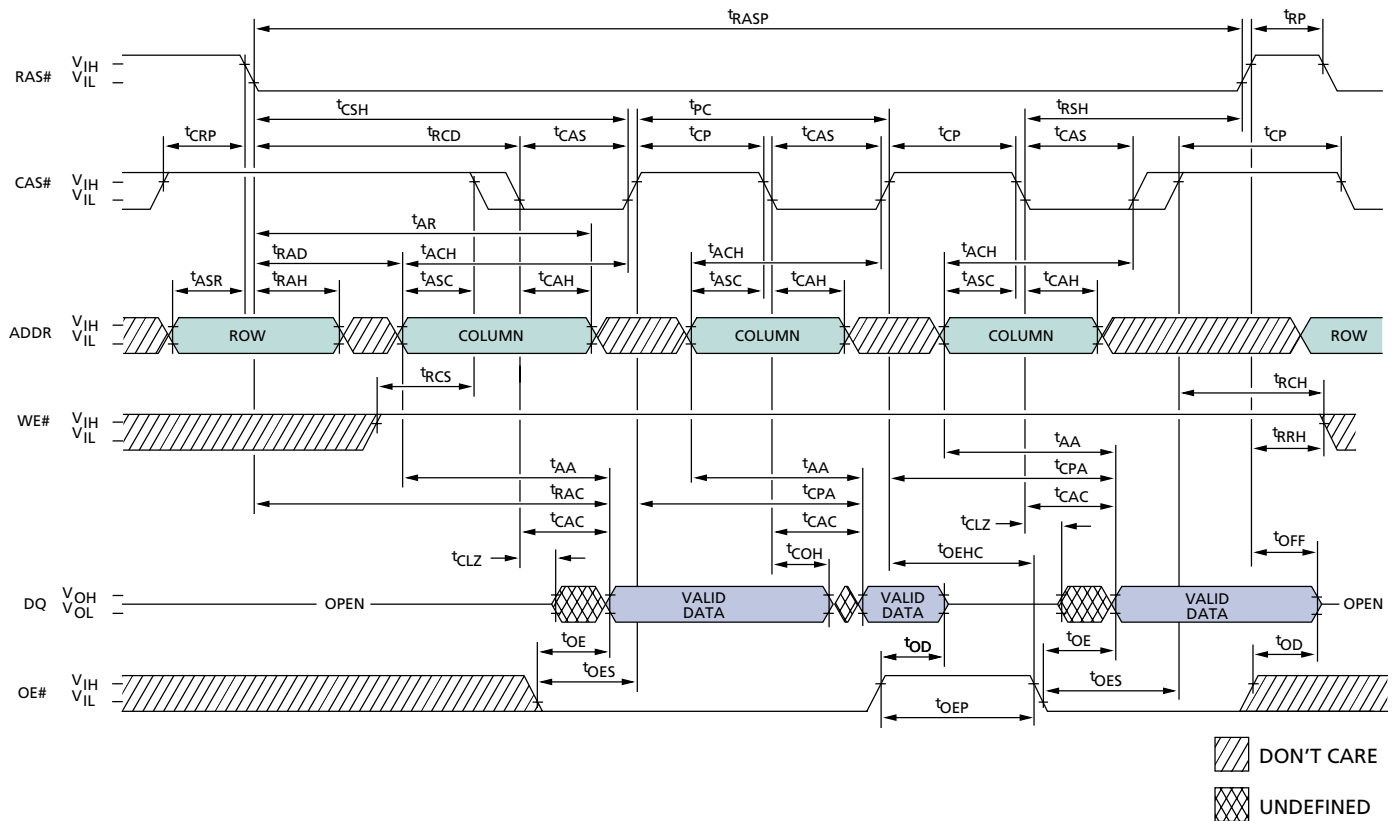 tRASP tRP
RAS# VIH
VIL
tCSH tPC tRSH
tCRP tRCD tCAS tCP tCAS tCP tCAS tCP
CAS# VIH
VIL
tAR
tRAD tACH tACH tACH
tASR tRAH tASC tCAH tASC tCAH tASC tCAH
ADDR VIH
VIL
ROW COLUMN COLUMN COLUMN ROW
tRCS tRCH
WE# VIH
VIL
tRRH
tAA tAA tAA
tRAC tCPA tCPA
tCAC tCAC tCAC
tCLZ tCOH tOEHC tCLZ tOFF
DQ VOH
VOL
OPEN VALID DATA VALID DATA VALID DATA OPEN
tOE tOD tOE tOD
tOES tOES
OE# VIH
VIL
tOEP
DON'T CARE
UNDEFINED